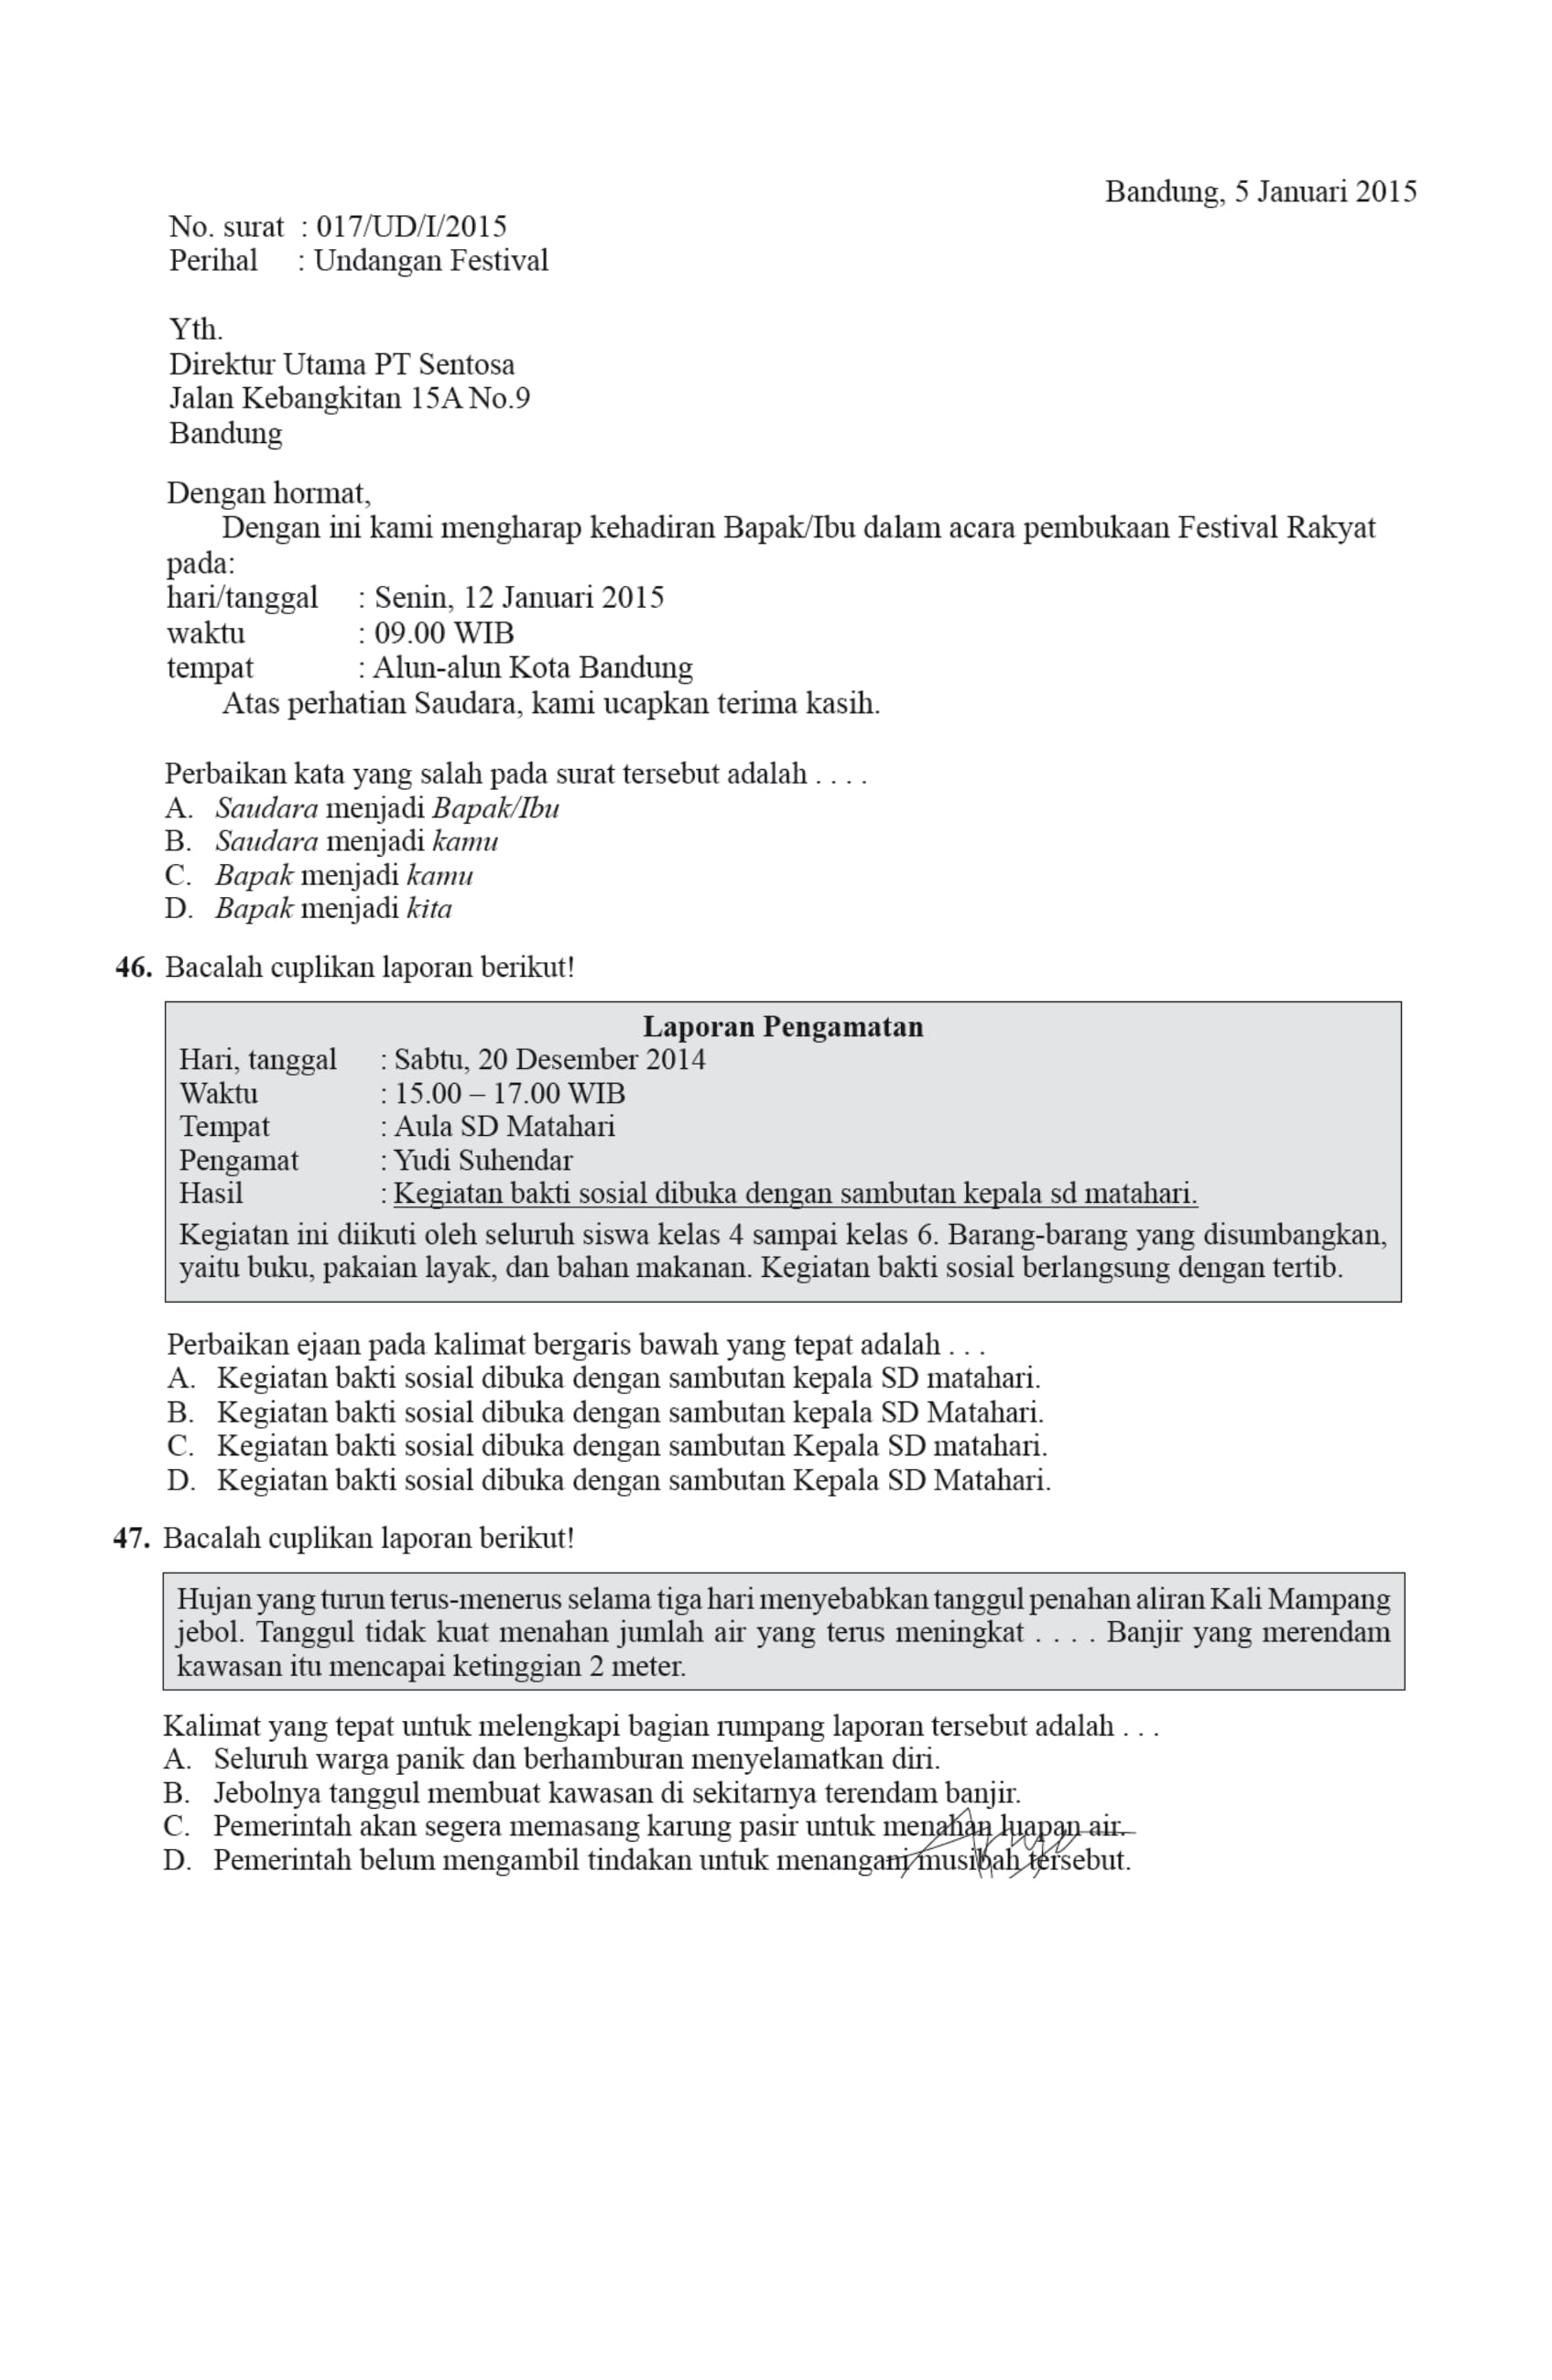 Bandung, 5 Januari 2015
No. surat : 017/UD/I/2015
Perihal : Undangan Festival
Yth.
Direktur Utama PT Sentosa
Jalan Kebangkitan 15A No.9
Bandung
Dengan hormat,
Dengan ini kami mengharap kehadiran Bapak/Ibu dalam acara pembukaan Festival Rakyat
pada:
hari/tanggal : Senin, 12 Januari 2015
waktu : 09.00 WIB
tempat : Alun-alun Kota Bandung
Atas perhatian Saudara, kami ucapkan terima kasih.
Perbaikan kata yang salah pada surat tersebut adalah . . . .
A. Saudara menjadi Bapak/Ibu
B. Saudara menjadi kamu
C. Bapak menjadi kamu
D. Bapak menjadi kita
46. Bacalah cuplikan laporan berikut!
Laporan Pengamatan
Hari, tanggal : Sabtu, 20 Desember 2014
Waktu : 15.00 – 17.00 WIB
Tempat : Aula SD Matahari
Pengamat : Yudi Suhendar
Hasil : Kegiatan bakti sosial dibuka dengan sambutan kepala sd matahari.
Kegiatan ini diikuti oleh seluruh siswa kelas 4 sampai kelas 6. Barang-barang yang disumbangkan,
yaitu buku, pakaian layak, dan bahan makanan. Kegiatan bakti sosial berlangsung dengan tertib.
Perbaikan ejaan pada kalimat bergaris bawah yang tepat adalah . . .
A. Kegiatan bakti sosial dibuka dengan sambutan kepala SD matahari.
B. Kegiatan bakti sosial dibuka dengan sambutan kepala SD Matahari.
C. Kegiatan bakti sosial dibuka dengan sambutan Kepala SD matahari.
D. Kegiatan bakti sosial dibuka dengan sambutan Kepala SD Matahari.
47. Bacalah cuplikan laporan berikut!
Hujan yang turun terus-menerus selama tiga hari menyebabkan tanggul penahan aliran Kali Mampang
jebol. Tanggul tidak kuat menahan jumlah air yang terus meningkat . . . . Banjir yang merendam
kawasan itu mencapai ketinggian 2 meter.
Kalimat yang tepat untuk melengkapi bagian rumpang laporan tersebut adalah . . .
A. Seluruh warga panik dan berhamburan menyelamatkan diri.
B. Jebolnya tanggul membuat kawasan di sekitarnya terendam banjir.
C. Pemerintah akan segera memasang karung pasir untuk menahan luapan air.
D. Pemerintah belum mengambil tindakan untuk menangani musibah tersebut.